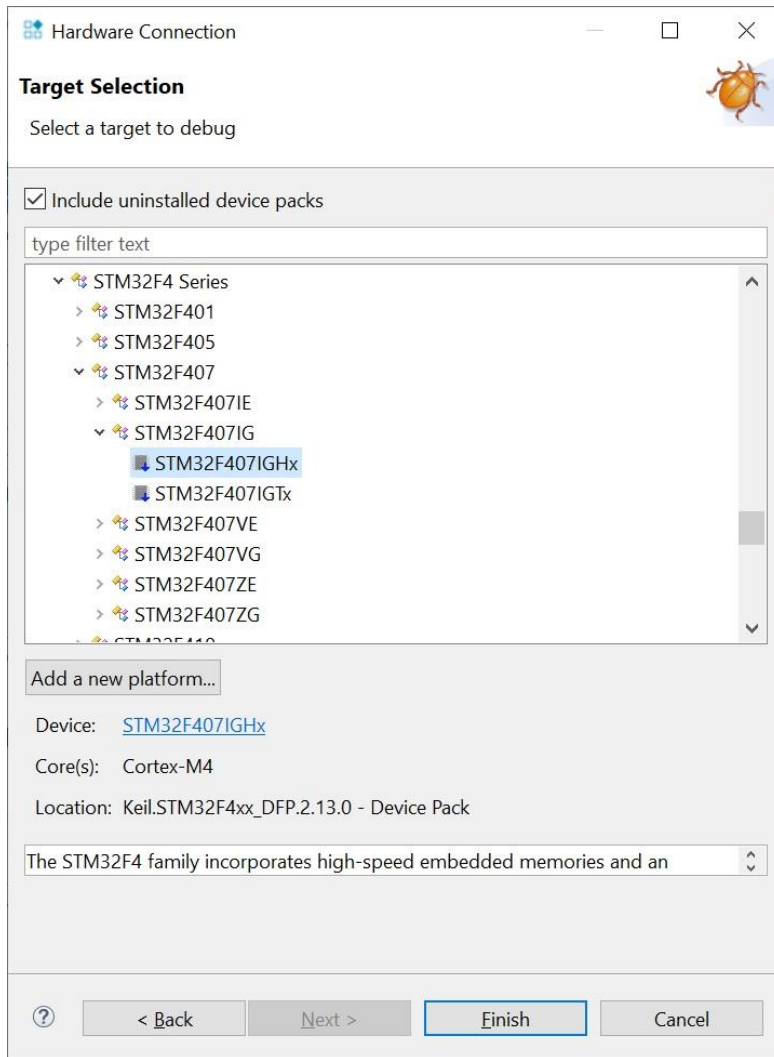 Hardware Connection
Target Selection
Select a target to debug
Include uninstalled device packs
type filter text
STM32F4 Series
STM32F401
STM32F405
STM32F407
STM32F407IE
STM32F407IG
STM32F407IGHx
STM32F407IGTx
STM32F407VE
STM32F407VG
STM32F407ZE
STM32F407ZG
Add a new platform...
Device: STM32F407IGHx
Core(s): Cortex-M4
Location: Keil.STM32F4xx_DFP.2.13.0 - Device Pack
The STM32F4 family incorporates high-speed embedded memories and an
? < Back Next > Finish Cancel